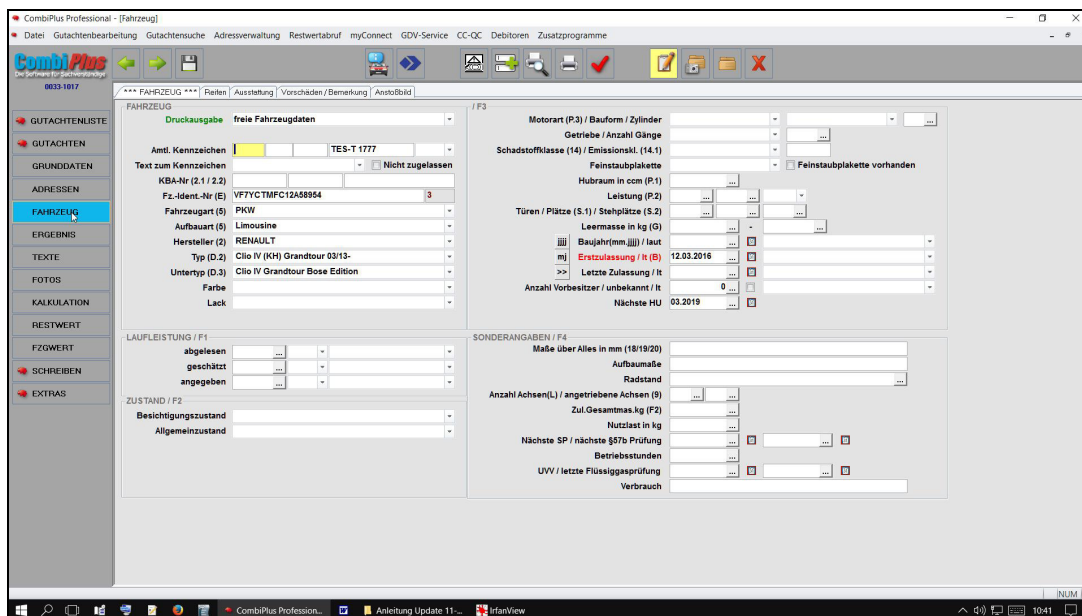 CombiPlus Professional - [Fahrzeug]
Datei Gutachtenbearbeitung Gutachtensuche Adressverwaltung Restwertabruf myConnect GDV-Service CC-QC Debitoren Zusatzprogramme
CombiPlus
Die Software für Sachverständige
0033-1017
GUTACHTENLISTE
GUTACHTEN
GRUNDDATEN
ADRESSEN
FAHRZEUG
ERGEBNIS
TEXTE
FOTOS
KALKULATION
RESTWERT
FZGWERT
SCHREIBEN
EXTRAS
*** FAHRZEUG *** Reifen Ausstattung Vorschäden / Bemerkung Anstoßbild
FAHRZEUG
Druckausgabe freie Fahrzeugdaten
Amtl. Kennzeichen TES-T 1777
Text zum Kennzeichen Nicht zugelassen
KBA-Nr (2.1 / 2.2)
Fz.-Ident.-Nr (E) VF7YCTMFC12A58954 3
Fahrzeugart (5) PKW
Aufbauart (5) Limousine
Hersteller (2) RENAULT
Typ (D.2) Clio IV (KH) Grandtour 03/13-
Untertyp (D.3) Clio IV Grandtour Bose Edition
Farbe
Lack
LAUFLEISTUNG / F1
abgelesen ...
geschätzt ...
angegeben ...
ZUSTAND / F2
Besichtigungszustand
Allgemeinzustand
/ F3
Motorart (P.3) / Bauform / Zylinder ...
Getriebe / Anzahl Gänge ...
Schadstoffklasse (14) / Emissionskl. (14.1)
Feinstaubplakette Feinstaubplakette vorhanden
Hubraum in ccm (P.1) ...
Leistung (P.2) ... ...
Türen / Plätze (S.1) / Stehplätze (S.2) ... ... ...
Leermasse in kg (G) ... - ...
jjjj Baujahr(mm.jjjj) / laut ...
mj Erstzulassung / lt (B) 12.03.2016 ...
>> Letzte Zulassung / lt ...
Anzahl Vorbesitzer / unbekannt / lt 0 ...
Nächste HU 03.2019 ...
SONDERANGABEN / F4
Maße über Alles in mm (18/19/20)
Aufbaumaße
Radstand ...
Anzahl Achsen(L) / angetriebene Achsen (9) ... ...
Zul.Gesamtmas.kg (F2) ...
Nutzlast in kg ...
Nächste SP / nächste §57b Prüfung ... ...
Betriebsstunden ...
UVV / letzte Flüssiggasprüfung ... ...
Verbrauch
NUM
CombiPlus Profession... Anleitung Update 11-... IrfanView 10:41